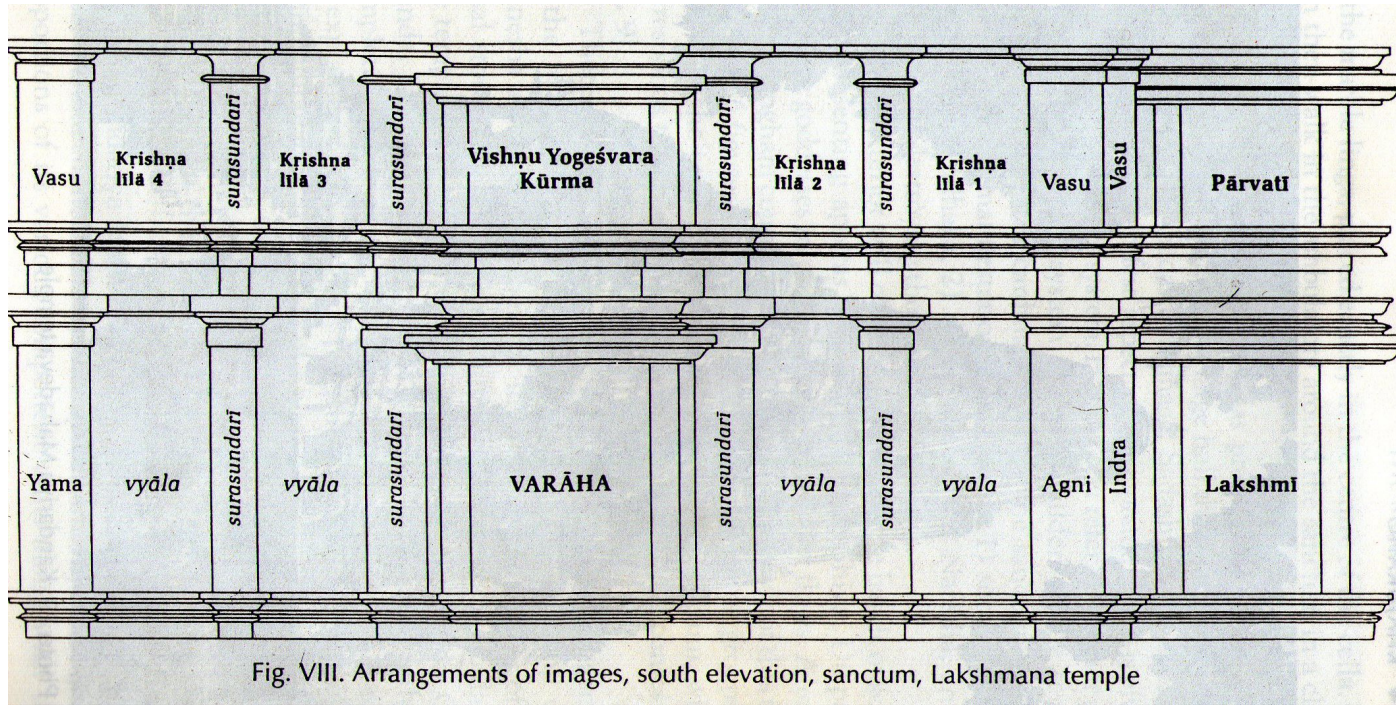 Vasu
Kṛishṇa
līlā 4
surasundarī
Kṛishṇa
līlā 3
surasundarī
Vishṇu Yogeśvara
Kūrma
surasundarī
Kṛishṇa
līlā 2
surasundarī
Kṛishṇa
līlā 1
Vasu
Vasu
Pārvatī
Yama
vyāla
surasundarī
vyāla
surasundarī
VARĀHA
surasundarī
vyāla
surasundarī
vyāla
Agni
Indra
Lakshmī
Fig. VIII. Arrangements of images, south elevation, sanctum, Lakshmana temple